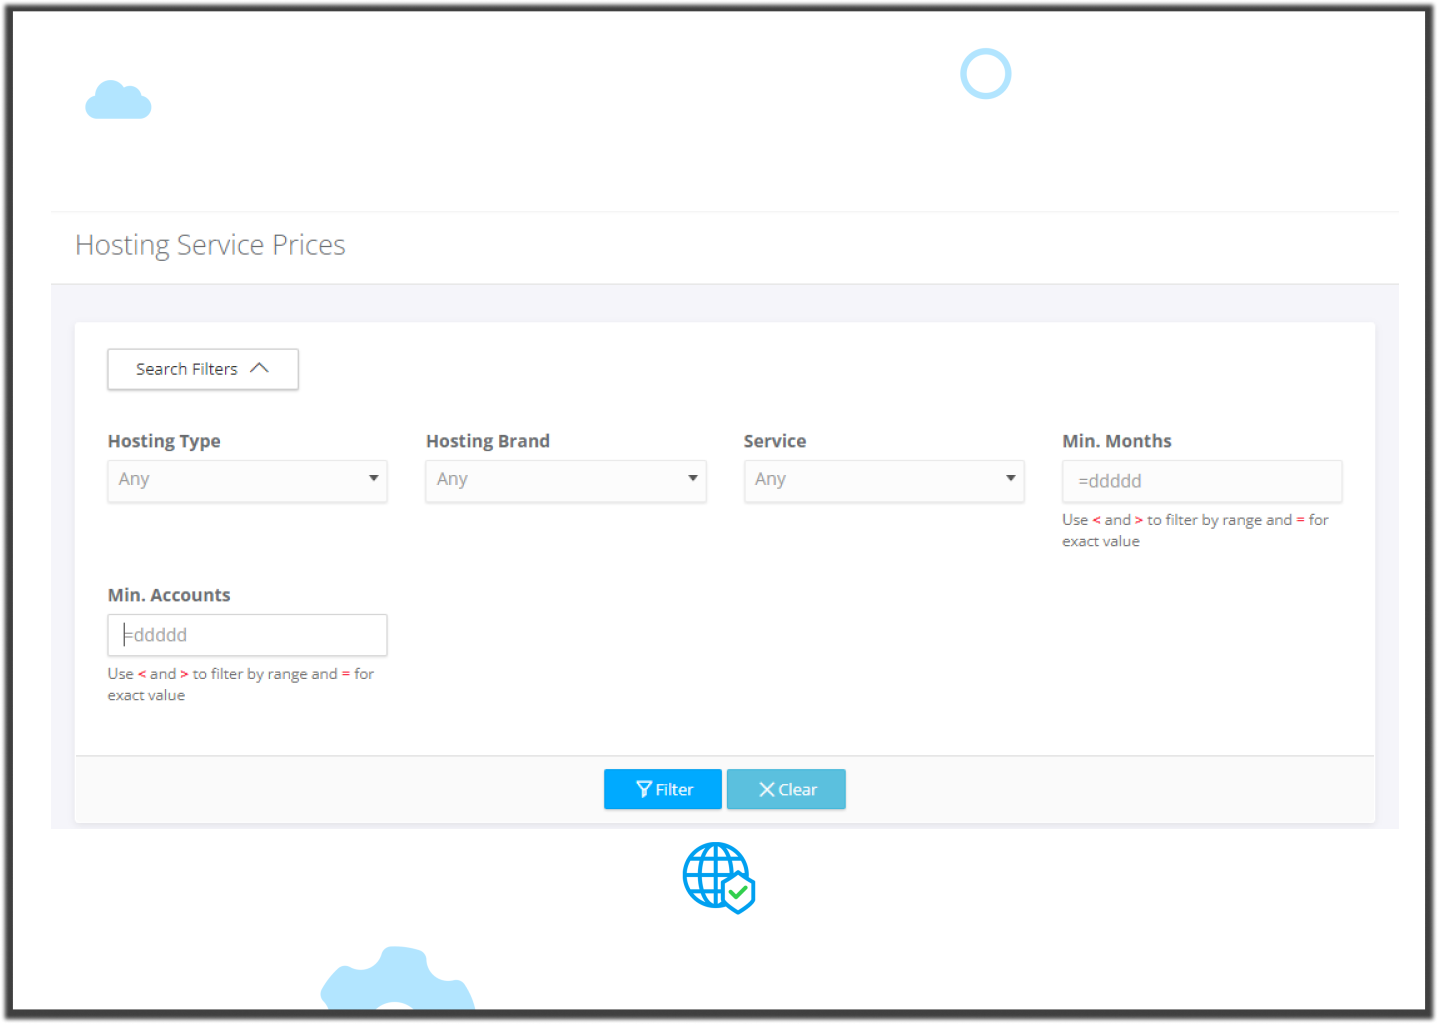 Hosting Service Prices
Search Filters
Hosting Type
Hosting Brand
Service
Min. Months
Any
Any
Any
=ddddd
Use < and > to filter by range and = for
exact value
Min. Accounts
=ddddd
Use < and > to filter by range and = for
exact value
Filter
Clear